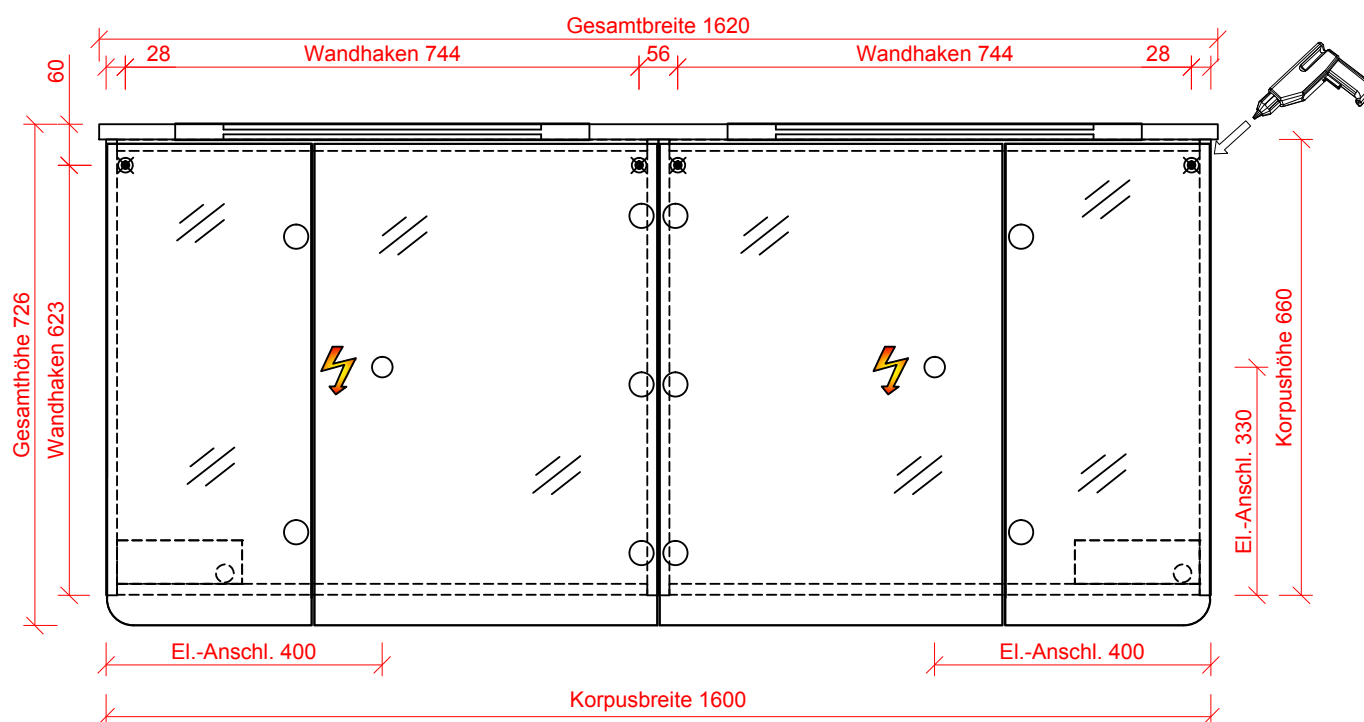 Gesamtbreite 1620
28
Wandhaken 744
56
Wandhaken 744
28
60
Gesamthöhe 726
Wandhaken 623
Korpushöhe 660
El.-Anschl. 330
El.-Anschl. 400
El.-Anschl. 400
Korpusbreite 1600